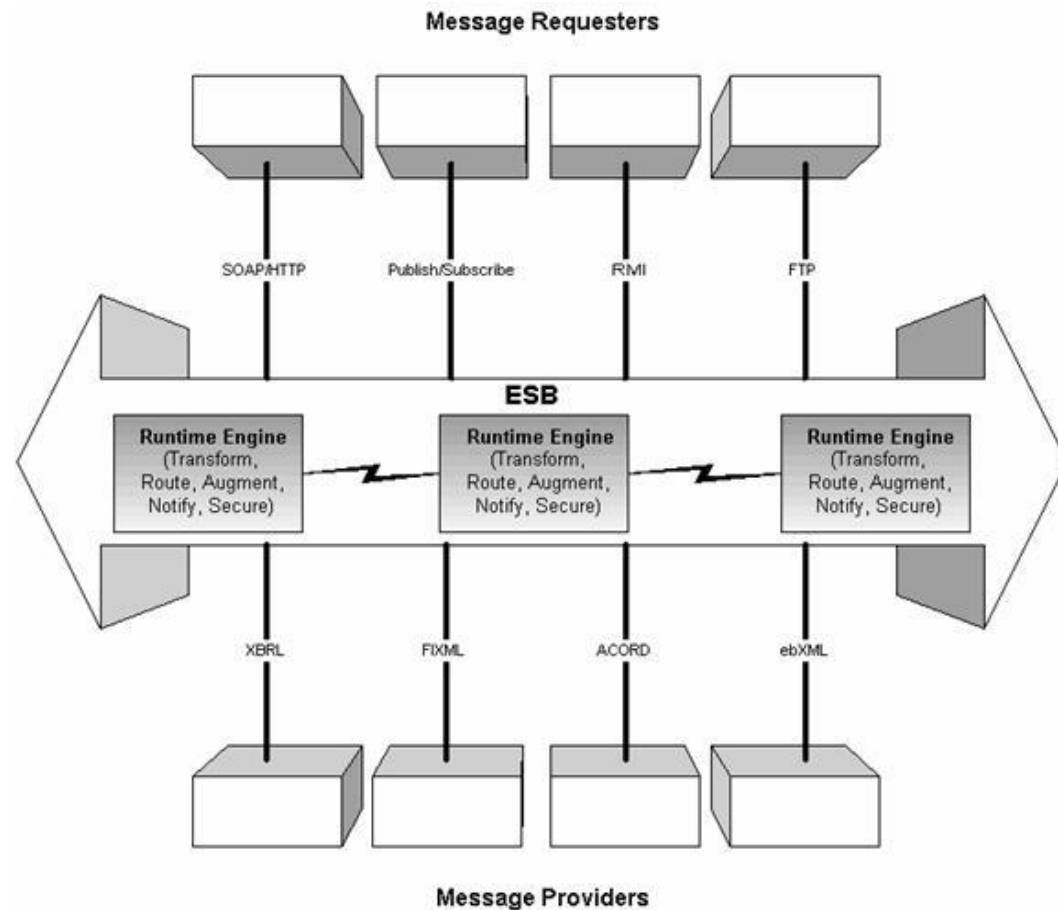 Message Requesters
SOAP/HTTP
Publish/Subscribe
RMI
FTP
ESB
Runtime Engine
(Transform,
Route, Augment,
Notify, Secure)
Runtime Engine
(Transform,
Route, Augment,
Notify, Secure)
Runtime Engine
(Transform,
Route, Augment,
Notify, Secure)
XBRL
FIXML
ACORD
ebXML
Message Providers